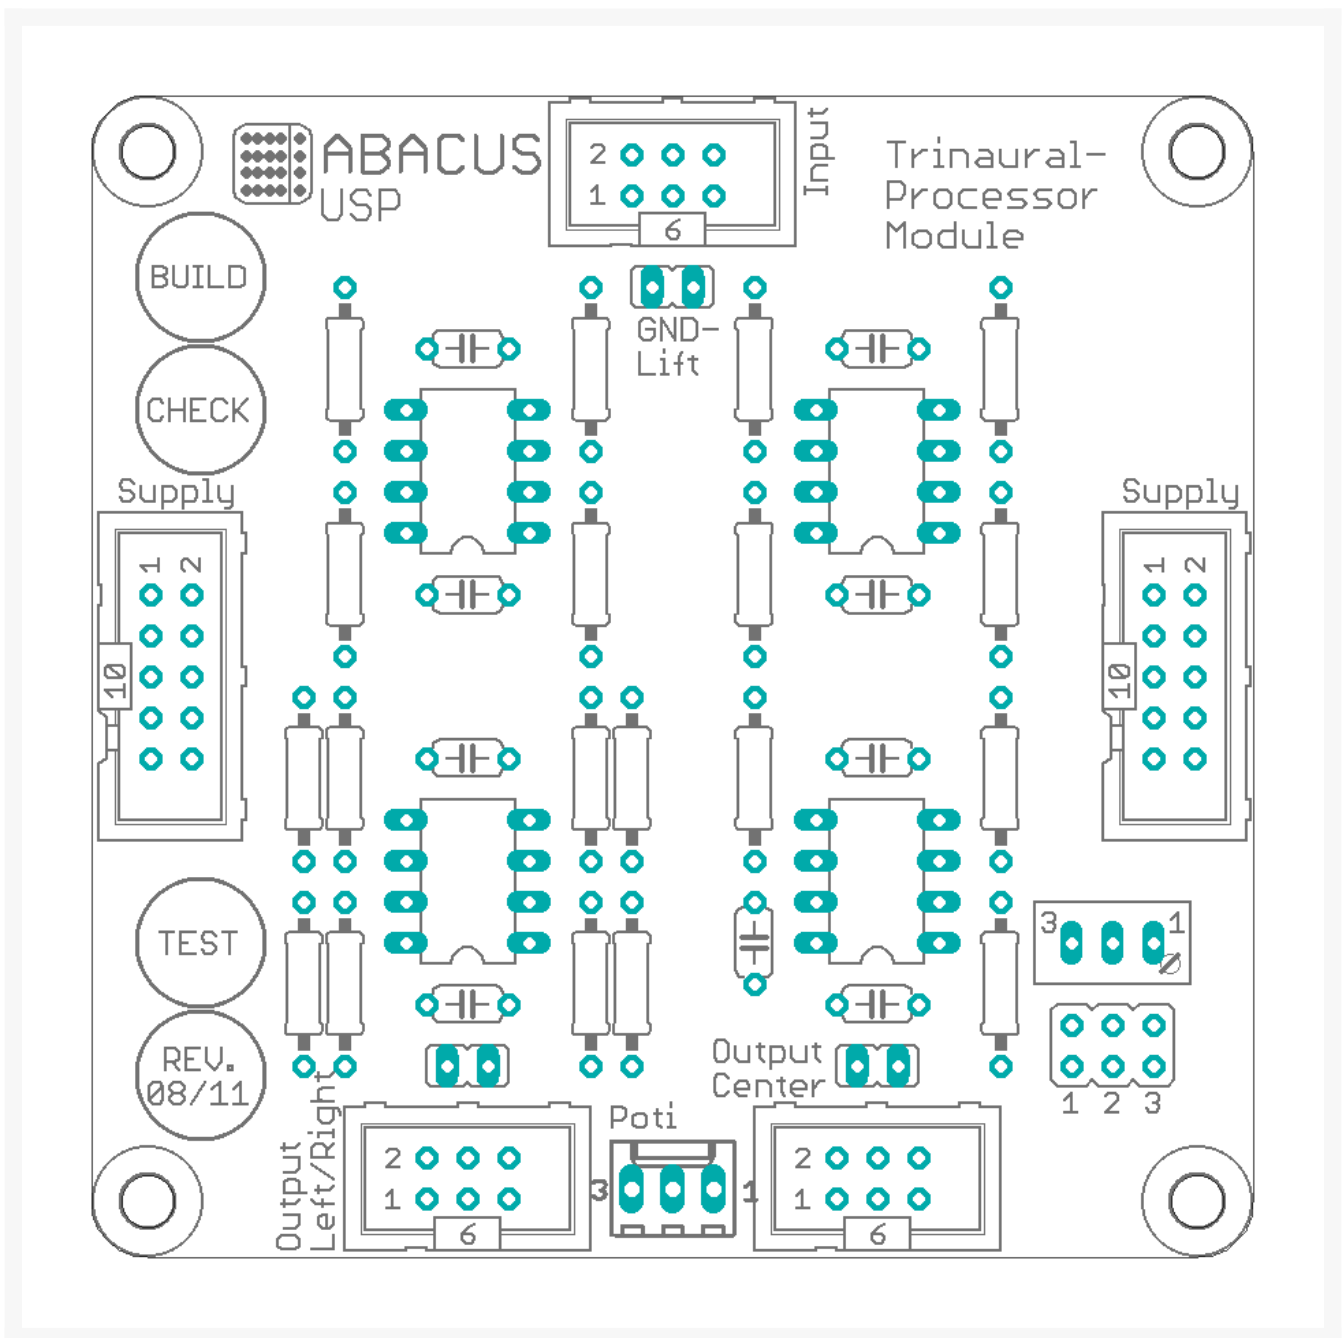 ABACUS
USP
2
1
6
Input
Trinaural-
Processor
Module
BUILD
GND-
Lift
CHECK
Supply
1 2
10
Supply
1 2
10
TEST
3 1
REV.
08/11
Output
Center
1 2 3
Output
Left/Right
2
1
6
Poti
3 1
2
1
6